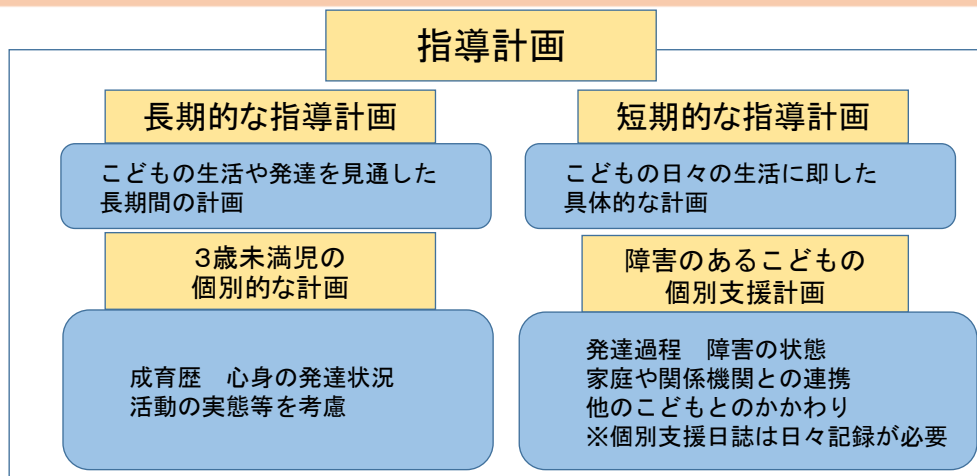 指導計画
長期的な指導計画
こどもの生活や発達を見通した
長期間の計画
短期的な指導計画
こどもの日々の生活に即した
具体的な計画
3歳未満児の
個別的な計画
成育歴　心身の発達状況
活動の実態等を考慮
障害のあるこどもの
個別支援計画
発達過程　障害の状態
家庭や関係機関との連携
他のこどもとのかかわり
※個別支援日誌は日々記録が必要